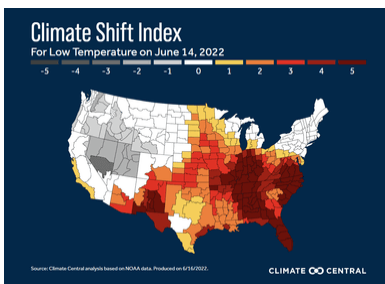 Climate Shift Index
For Low Temperature on June 14, 2022
-5 -4 -3 -2 -1 0 1 2 3 4 5
Source: Climate Central analysis based on NOAA data. Produced on 6/16/2022.
CLIMATE CENTRAL